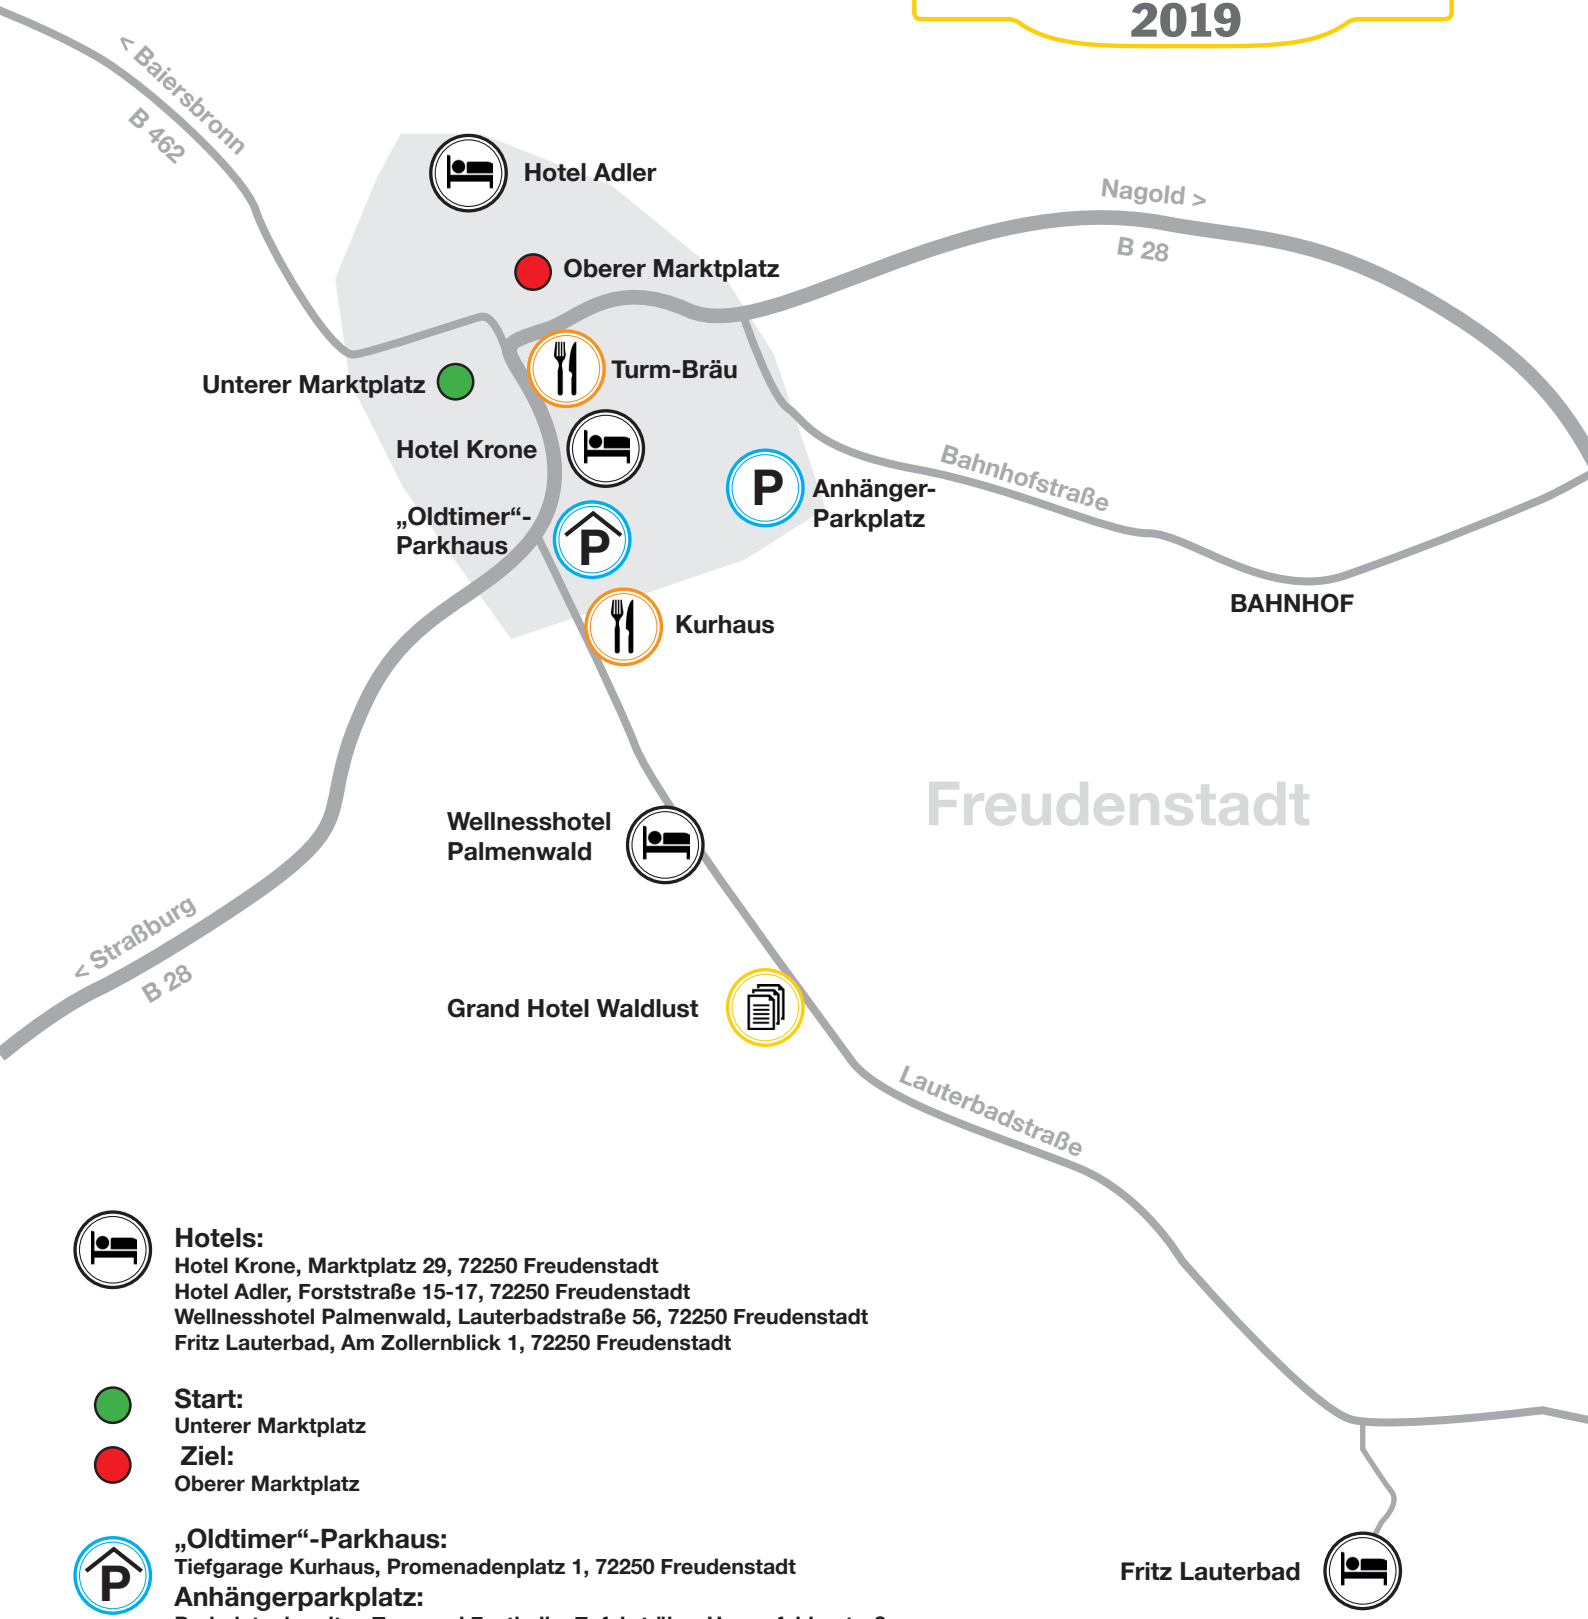 2019
< Baiersbronn
B 462
Hotel Adler
Nagold >
B 28
Oberer Marktplatz
Unterer Marktplatz
Turm-Bräu
Hotel Krone
Bahnhofstraße
P
Anhänger-
Parkplatz
„Oldtimer“-
Parkhaus
P
BAHNHOF
Kurhaus
Freudenstadt
Wellnesshotel
Palmenwald
< Straßburg
B 28
Grand Hotel Waldlust
Lauterbadstraße
Hotels:
Hotel Krone, Marktplatz 29, 72250 Freudenstadt
Hotel Adler, Forststraße 15-17, 72250 Freudenstadt
Wellnesshotel Palmenwald, Lauterbadstraße 56, 72250 Freudenstadt
Fritz Lauterbad, Am Zollernblick 1, 72250 Freudenstadt
Start:
Unterer Marktplatz
Ziel:
Oberer Marktplatz
P
„Oldtimer“-Parkhaus:
Tiefgarage Kurhaus, Promenadenplatz 1, 72250 Freudenstadt
Anhängerparkplatz:
Fritz Lauterbad